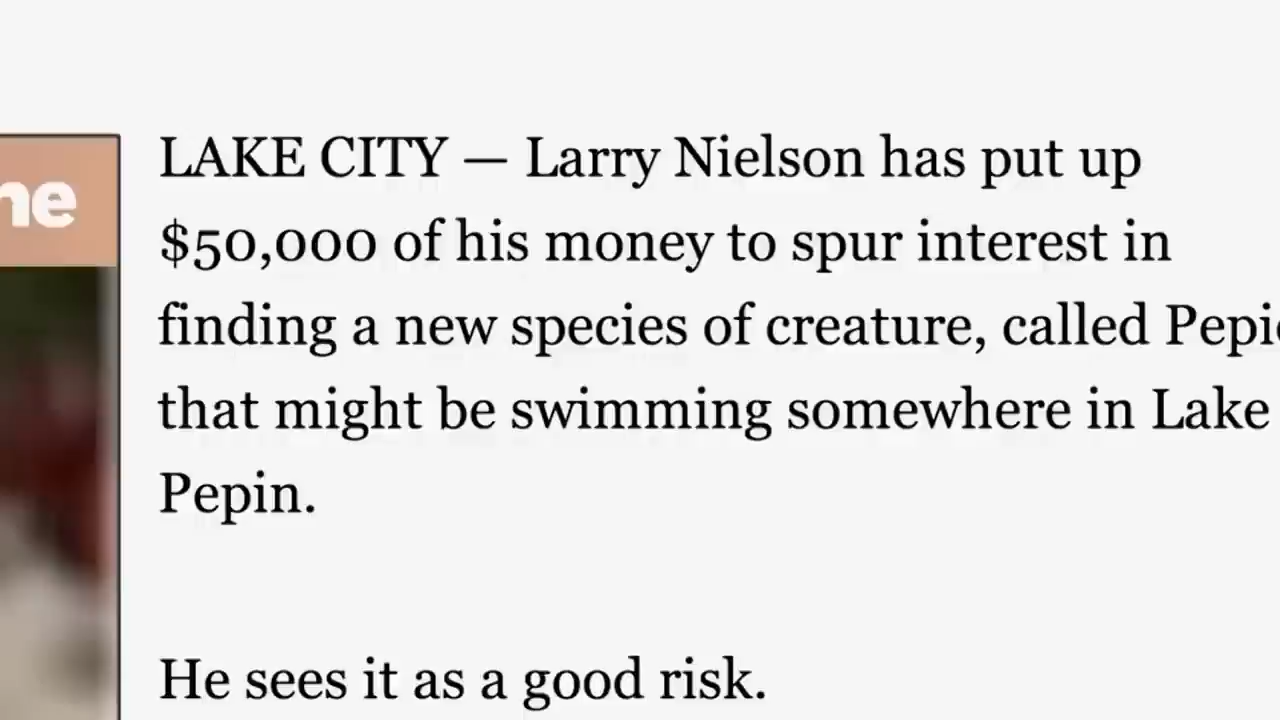 LAKE CITY — Larry Nielson has put up
$50,000 of his money to spur interest in
finding a new species of creature, called
that might be swimming somewhere in Lake
Pepin.
He sees it as a good risk.